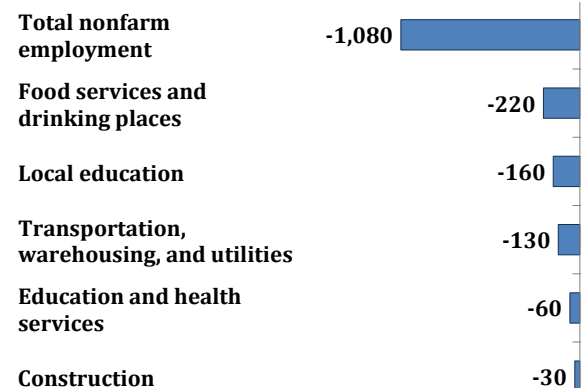 Total nonfarm
employment
-1,080
Food services and
drinking places
-220
Local education
-160
Transportation,
warehousing, and utilities
-130
Education and health
services
-60
Construction
-30